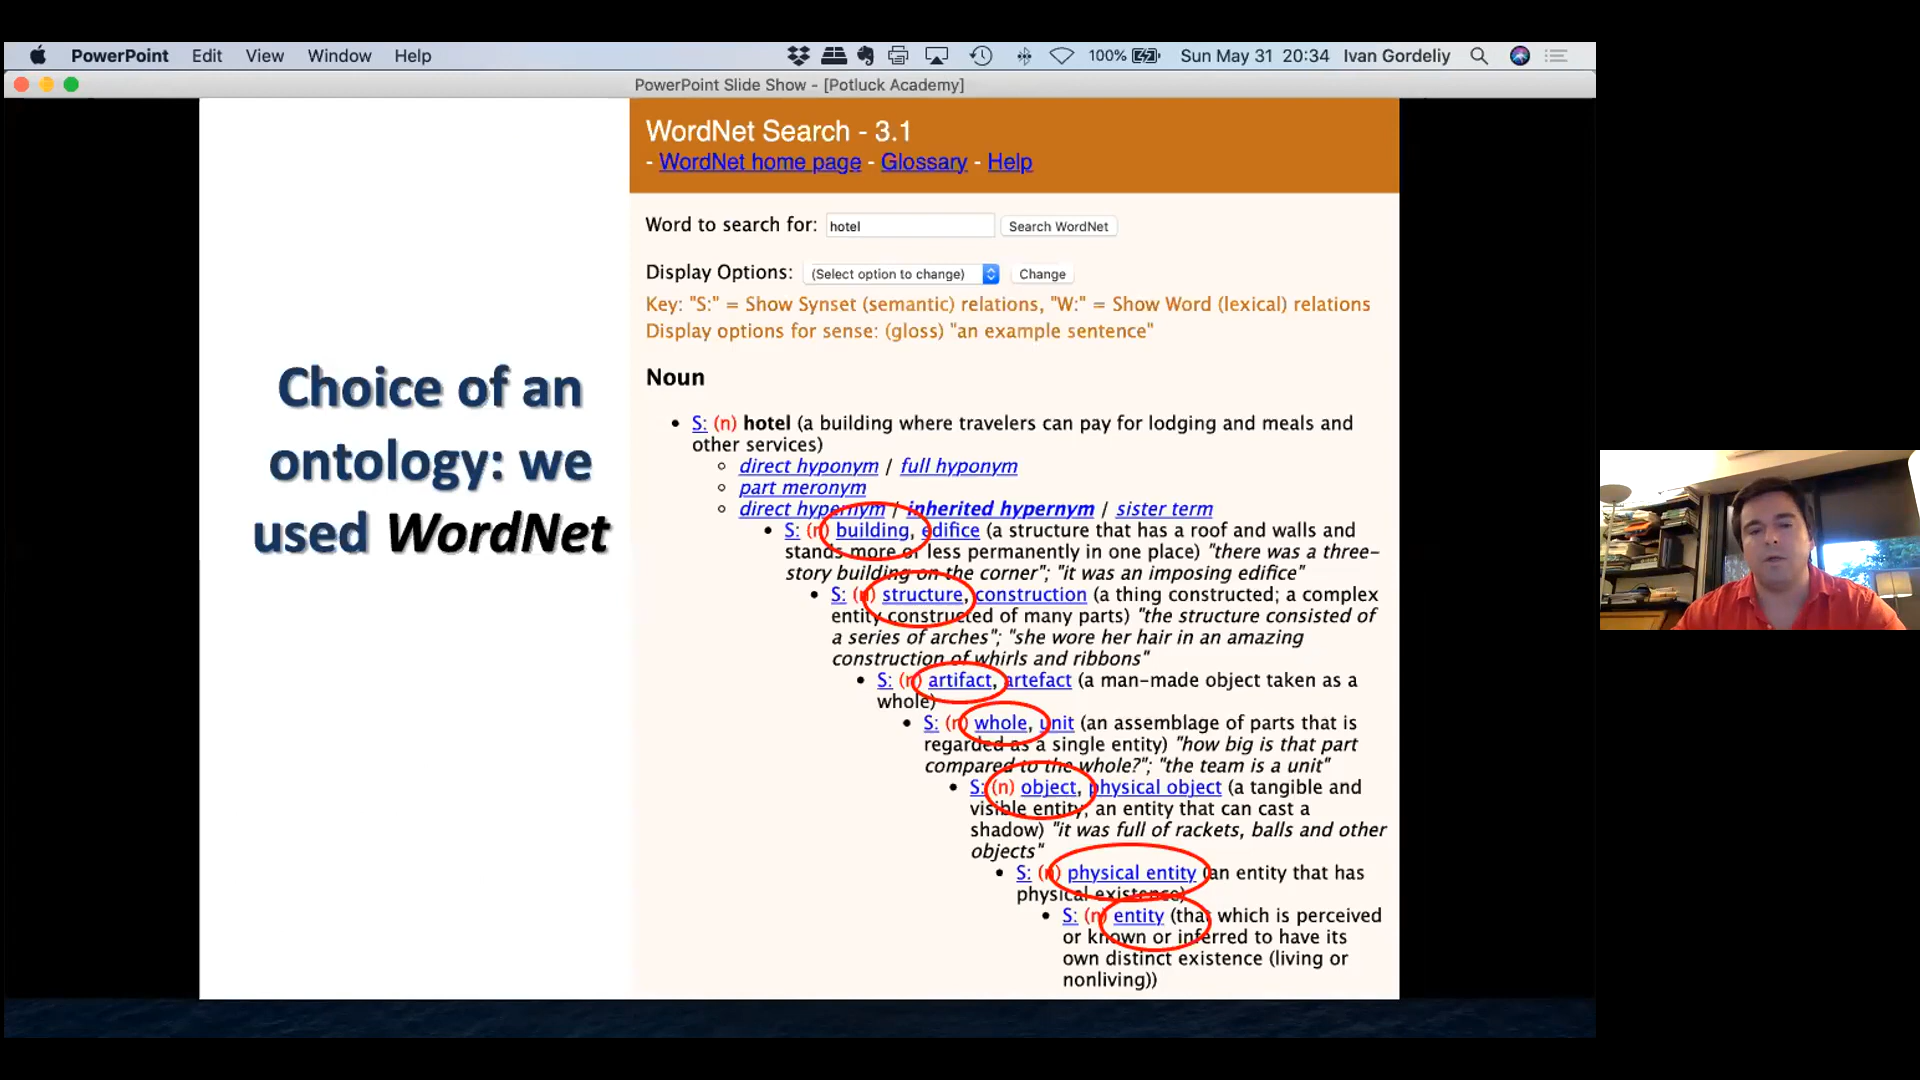 PowerPoint Edit View Window Help 100% Sun May 31 20:34 Ivan Gordeliy
PowerPoint Slide Show - [Potluck Academy]
Choice of an
ontology: we
used WordNet
WordNet Search - 3.1
- WordNet home page - Glossary - Help
Word to search for: hotel Search WordNet
Display Options: (Select option to change) Change
Key: "S:" = Show Synset (semantic) relations, "W:" = Show Word (lexical) relations
Display options for sense: (gloss) "an example sentence"
Noun
• S: (n) hotel (a building where travelers can pay for lodging and meals and
other services)
○ direct hyponym / full hyponym
○ part meronym
○ direct hypernym / inherited hypernym / sister term
• S: (n) building, edifice (a structure that has a roof and walls and
stands more or less permanently in one place) "there was a three-
story building on the corner"; "it was an imposing edifice"
• S: (n) structure, construction (a thing constructed; a complex
entity constructed of many parts) "the structure consisted of
a series of arches"; "she wore her hair in an amazing
construction of whirls and ribbons"
• S: (n) artifact, artefact (a man-made object taken as a
whole)
• S: (n) whole, unit (an assemblage of parts that is
regarded as a single entity) "how big is that part
compared to the whole?"; "the team is a unit"
• S: (n) object, physical object (a tangible and
visible entity; an entity that can cast a
shadow) "it was full of rackets, balls and other
objects"
• S: (n) physical entity (an entity that has
physical existence)
• S: (n) entity (that which is perceived
or known or inferred to have its
own distinct existence (living or
nonliving))